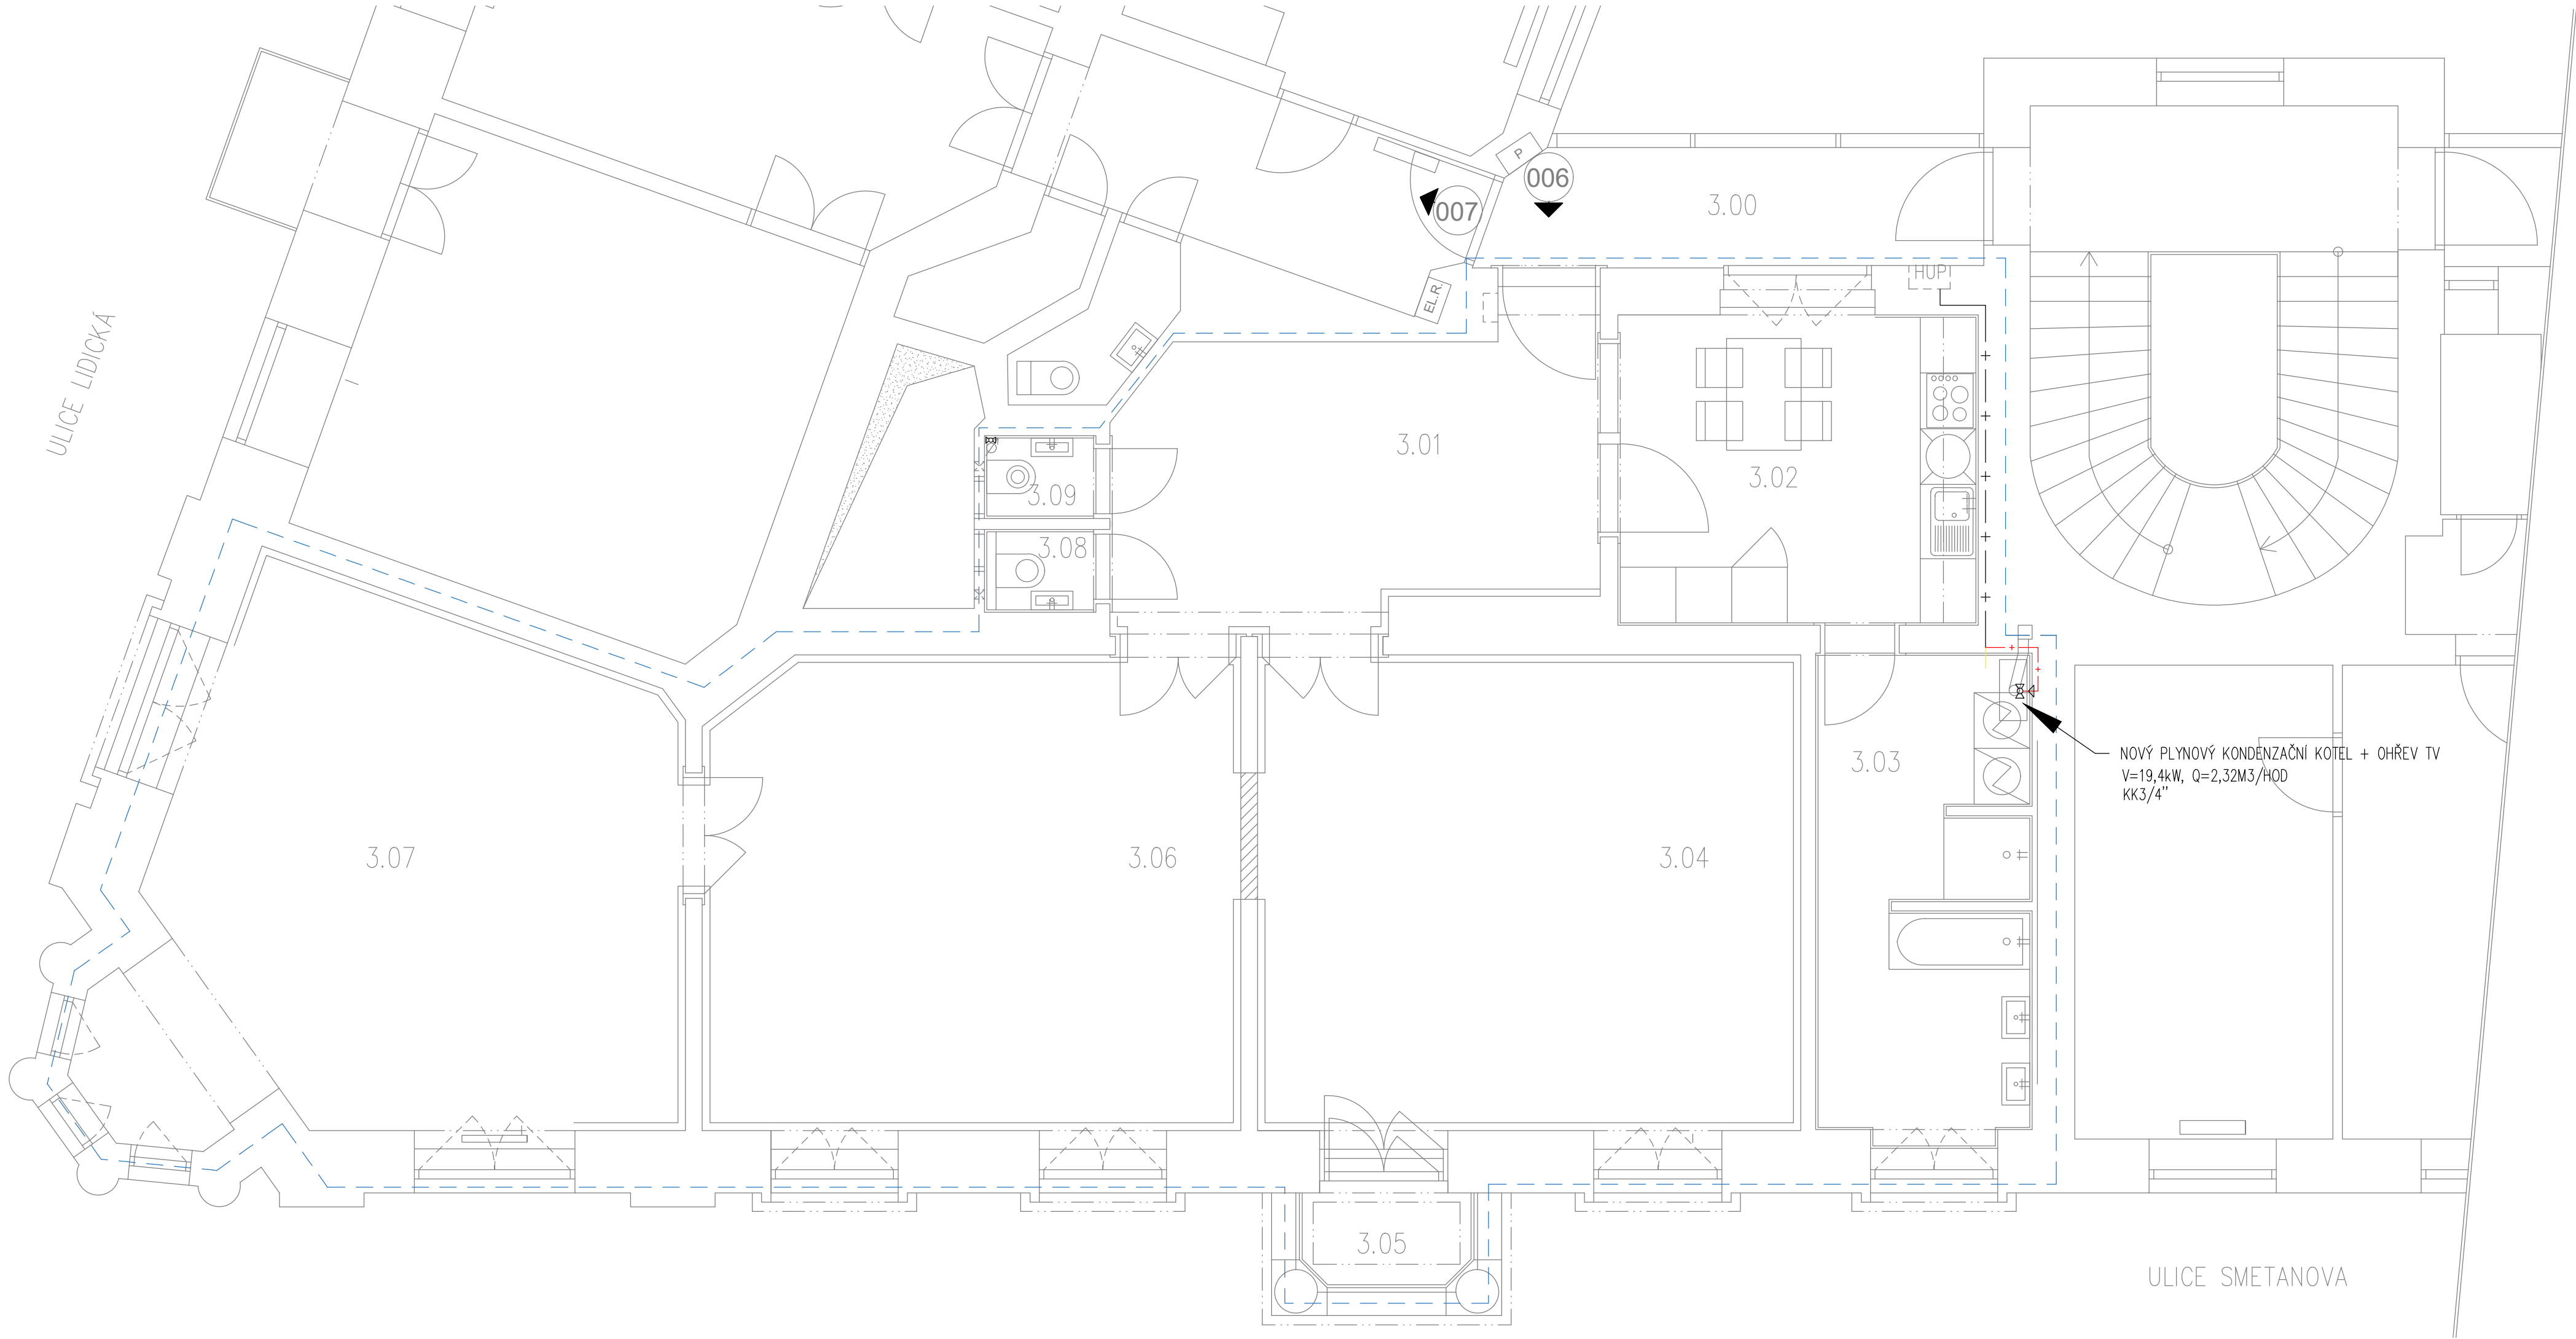 P
006
007
3.00
EL.R.
HUP
ULICE LIDICKÁ
3.01
3.02
3.09
3.08
3.03
NOVÝ PLYNOVÝ KONDENZAČNÍ KOTEL + OHŘEV TV
V=19,4kW, Q=2,32M3/HOD
KK3/4"
3.07
3.06
3.04
3.05
ULICE SMETANOVA